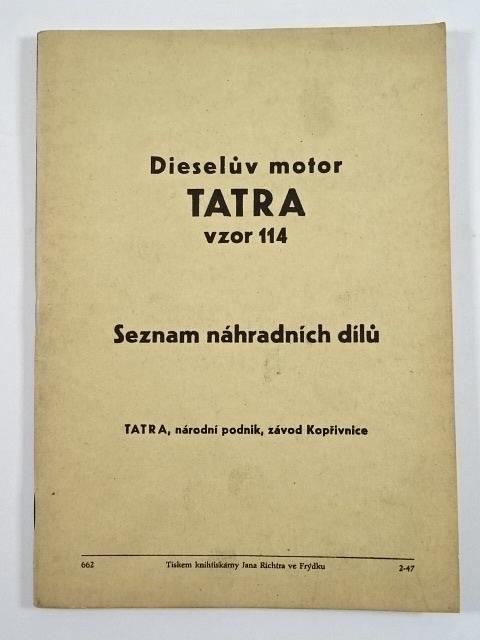 Dieselův motor
TATRA
vzor 114
Seznam náhradních dílů
TATRA, národní podnik, závod Kopřivnice
662 Tiskem knihtiskárny Jana Richtra ve Frýdku 2-47